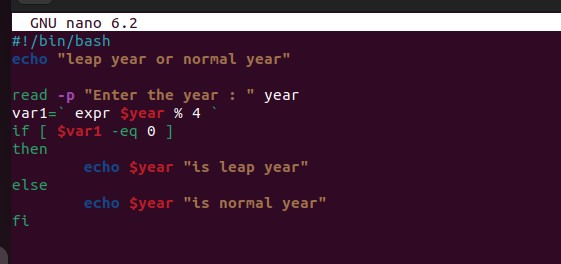 GNU nano 6.2
#!/bin/bash
echo "leap year or normal year"
read -p "Enter the year : " year
var1=` expr $year % 4 `
if [ $var1 -eq 0 ]
then
echo $year "is leap year"
else
echo $year "is normal year"
fi